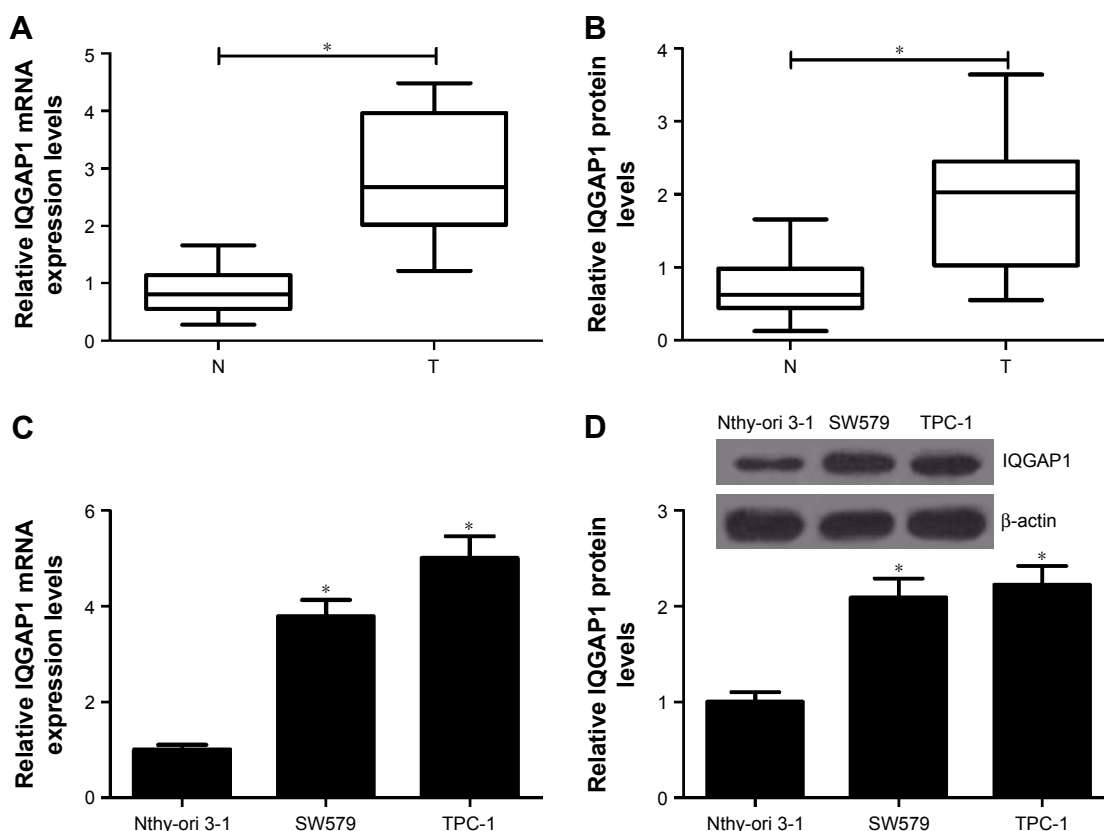 A
Relative IQGAP1 mRNA
expression levels
5
4
3
2
1
0
*
N
T
B
Relative IQGAP1 protein
levels
4
3
2
1
0
*
N
T
C
Relative IQGAP1 mRNA
expression levels
6
4
2
0
*
*
Nthy-ori 3-1
SW579
TPC-1
D
Nthy-ori 3-1 SW579 TPC-1
IQGAP1
β-actin
Relative IQGAP1 protein
levels
3
2
1
0
*
*
Nthy-ori 3-1
SW579
TPC-1